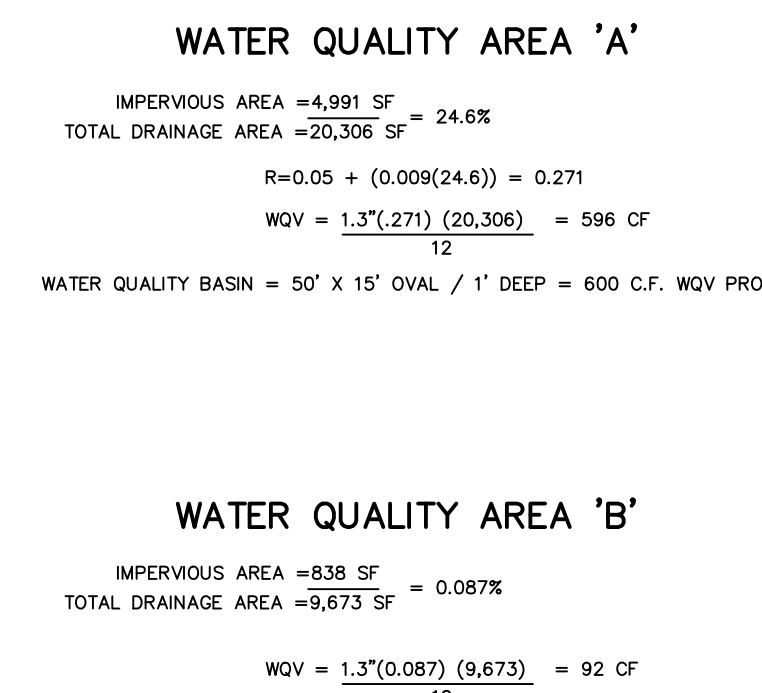 WATER QUALITY AREA 'A'
IMPERVIOUS AREA =4,991 SF
TOTAL DRAINAGE AREA =20,306 SF = 24.6%
R=0.05 + (0.009(24.6)) = 0.271
WQV = 1.3"(.271) (20,306) = 596 CF
12
WATER QUALITY BASIN = 50' X 15' OVAL / 1' DEEP = 600 C.F. WQV PRO
WATER QUALITY AREA 'B'
IMPERVIOUS AREA =838 SF
TOTAL DRAINAGE AREA =9,673 SF = 0.087%
WQV = 1.3"(0.087) (9,673) = 92 CF